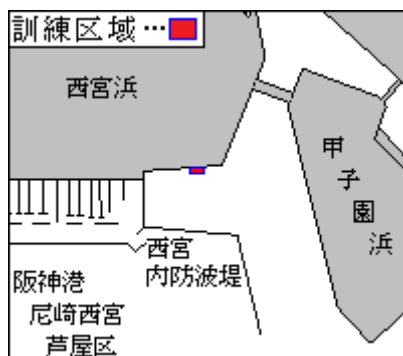 訓練区域…
西宮浜
甲子園浜
西宮
内防波堤
阪神港
尼崎西宮
芦屋区